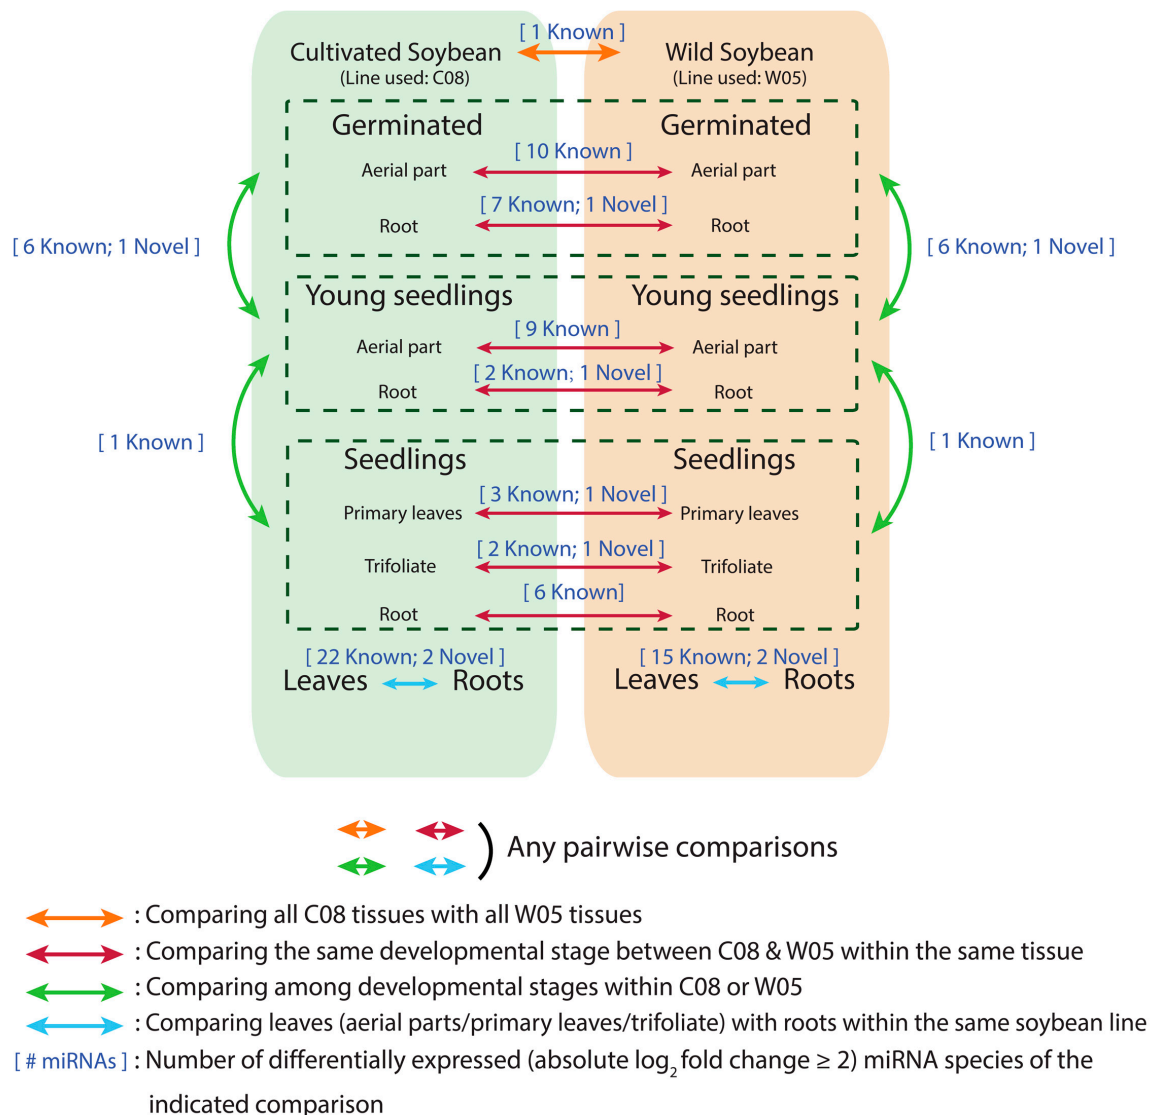 [ 1 Known ]
Cultivated Soybean
Wild Soybean
(Line used: C08)
(Line used: W05)
Germinated
Germinated
[ 10 Known ]
Aerial part
Aerial part
[ 7 Known; 1 Novel ]
Root
Root
[ 6 Known; 1 Novel ]
[ 6 Known; 1 Novel ]
Young seedlings
Young seedlings
[ 9 Known ]
Aerial part
Aerial part
[ 2 Known; 1 Novel ]
Root
Root
[ 1 Known ]
[ 1 Known ]
Seedlings
Seedlings
[ 3 Known; 1 Novel ]
Primary leaves
Primary leaves
[ 2 Known; 1 Novel ]
Trifoliate
Trifoliate
[ 6 Known]
Root
Root
[ 22 Known; 2 Novel ]
[ 15 Known; 2 Novel ]
Leaves
Roots
Leaves
Roots
Any pairwise comparisons
: Comparing all C08 tissues with all W05 tissues
: Comparing the same developmental stage between C08 & W05 within the same tissue
: Comparing among developmental stages within C08 or W05
: Comparing leaves (aerial parts/primary leaves/trifoliate) with roots within the same soybean line
[ # miRNAs ] : Number of differentially expressed (absolute log2 fold change ≥ 2) miRNA species of the
indicated comparison